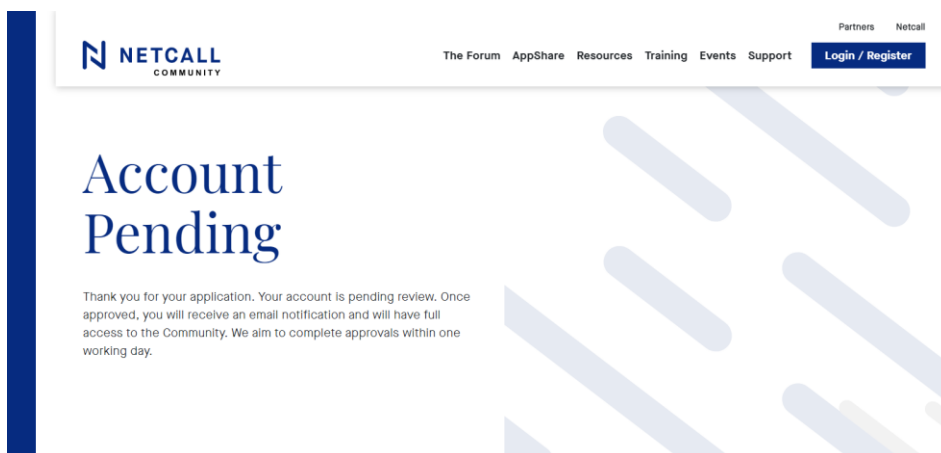 Partners Netcall
NETCALL
COMMUNITY
The Forum AppShare Resources Training Events Support Login / Register
Account
Pending
Thank you for your application. Your account is pending review. Once
approved, you will receive an email notification and will have full
access to the Community. We aim to complete approvals within one
working day.